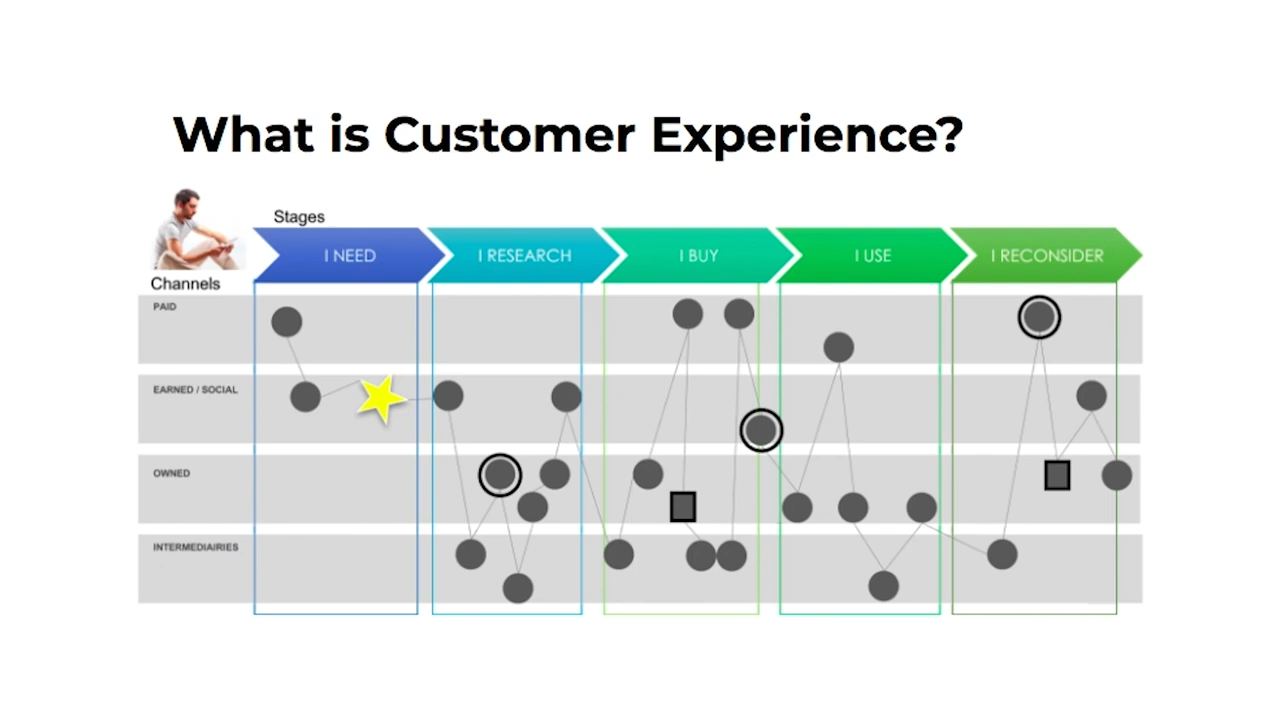 What is Customer Experience?
Stages
I NEED
I RESEARCH
I BUY
I USE
I RECONSIDER
Channels
PAID
EARNED / SOCIAL
OWNED
INTERMEDIAIRIES